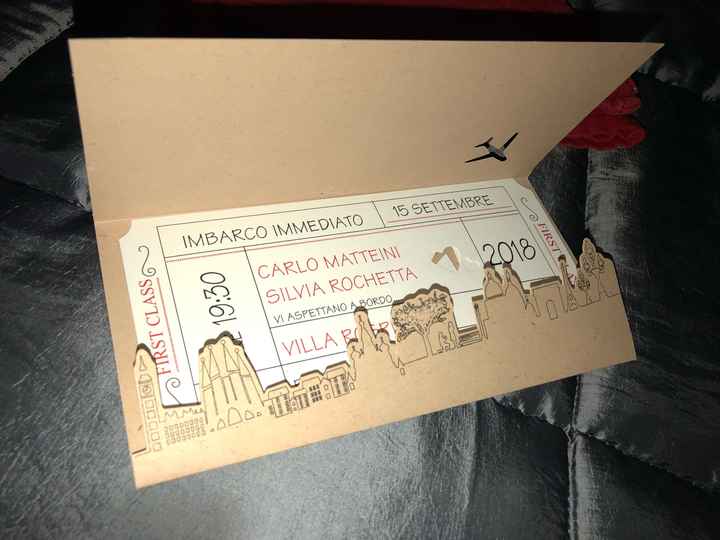 IMBARCO IMMEDIATO
15 SETTEMBRE
FIRST CLASS
19:30
CARLO MATTEINI
SILVIA ROCHETTA
VI ASPETTANO A BORDO
VILLA
2018
FIRST